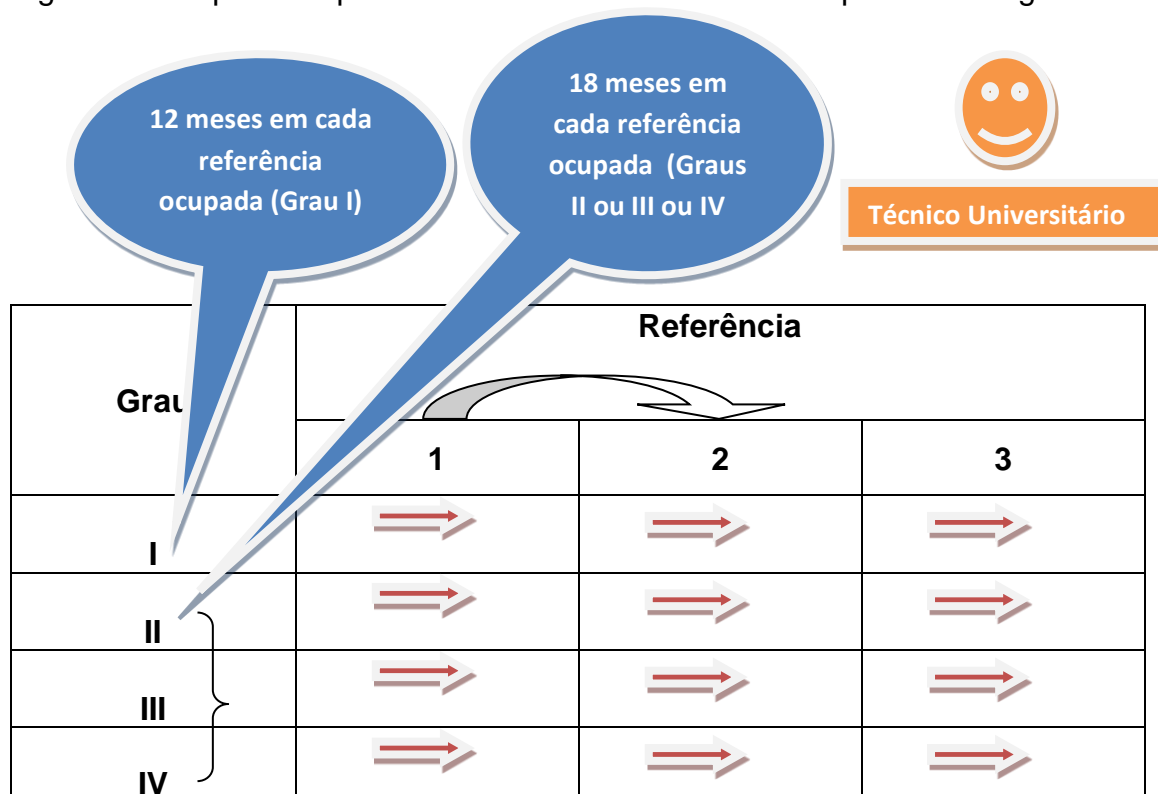 12 meses em cada
referência
ocupada (Grau I)
18 meses em
cada referência
ocupada (Graus
II ou III ou IV
Técnico Universitário
Grau
Referência
1 2 3
I
II
III
IV